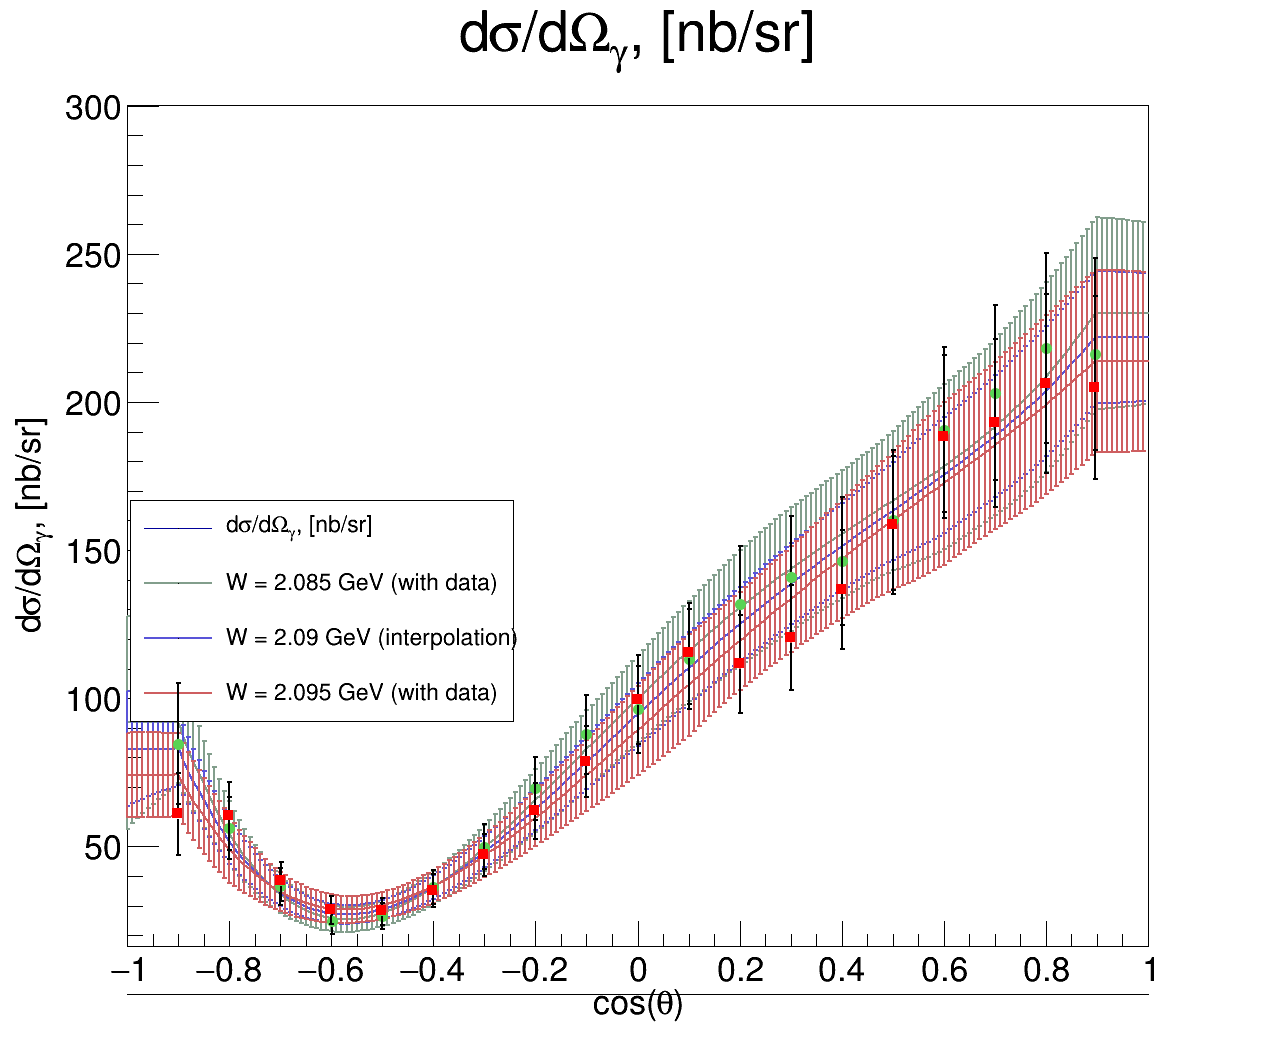 dσ/dΩγ, [nb/sr]
300
250
200
150
100
50
dσ/dΩγ, [nb/sr]
dσ/dΩγ, [nb/sr]
W = 2.085 GeV (with data)
W = 2.09 GeV (interpolation)
W = 2.095 GeV (with data)
−1 −0.8 −0.6 −0.4 −0.2 0 0.2 0.4 0.6 0.8 1
cos(θ)